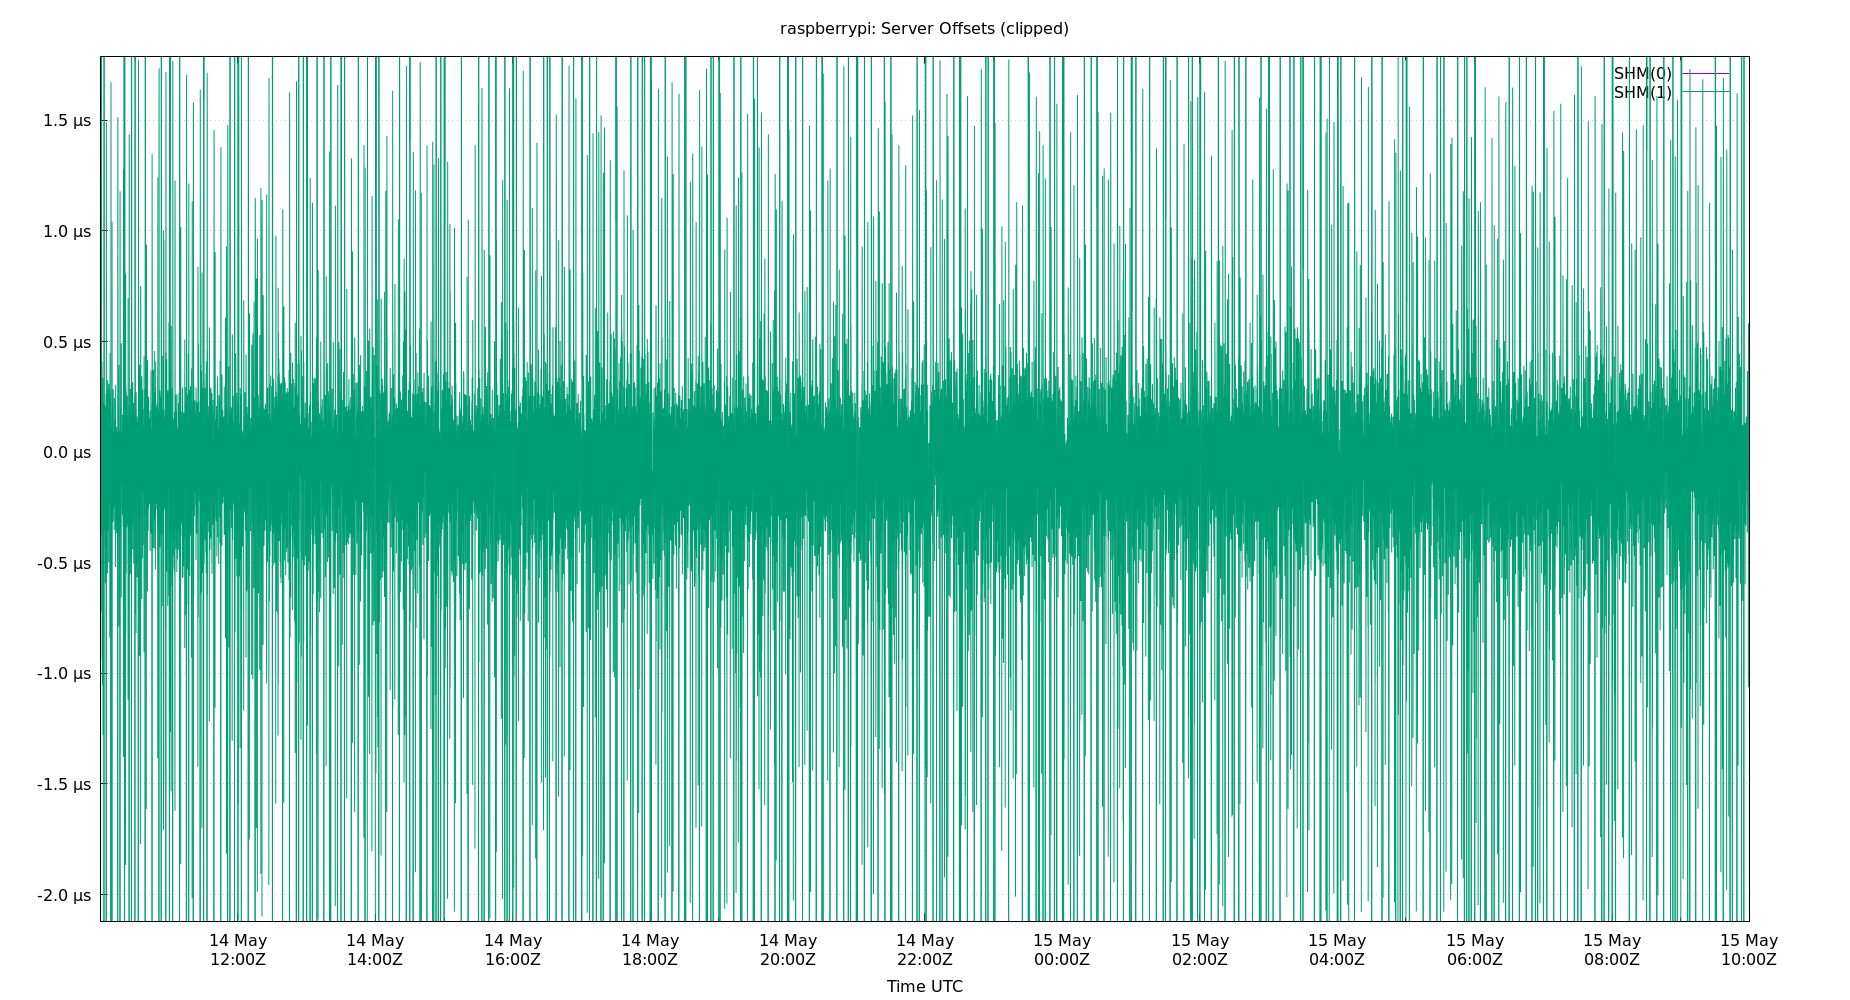 raspberrypi: Server Offsets (clipped)
SHM(0)
SHM(1)
1.5 µs
1.0 µs
0.5 µs
0.0 µs
-0.5 µs
-1.0 µs
-1.5 µs
-2.0 µs
14 May 14 May 14 May 14 May 14 May 14 May 15 May 15 May 15 May 15 May 15 May 15 May
12:00Z 14:00Z 16:00Z 18:00Z 20:00Z 22:00Z 00:00Z 02:00Z 04:00Z 06:00Z 08:00Z 10:00Z
Time UTC